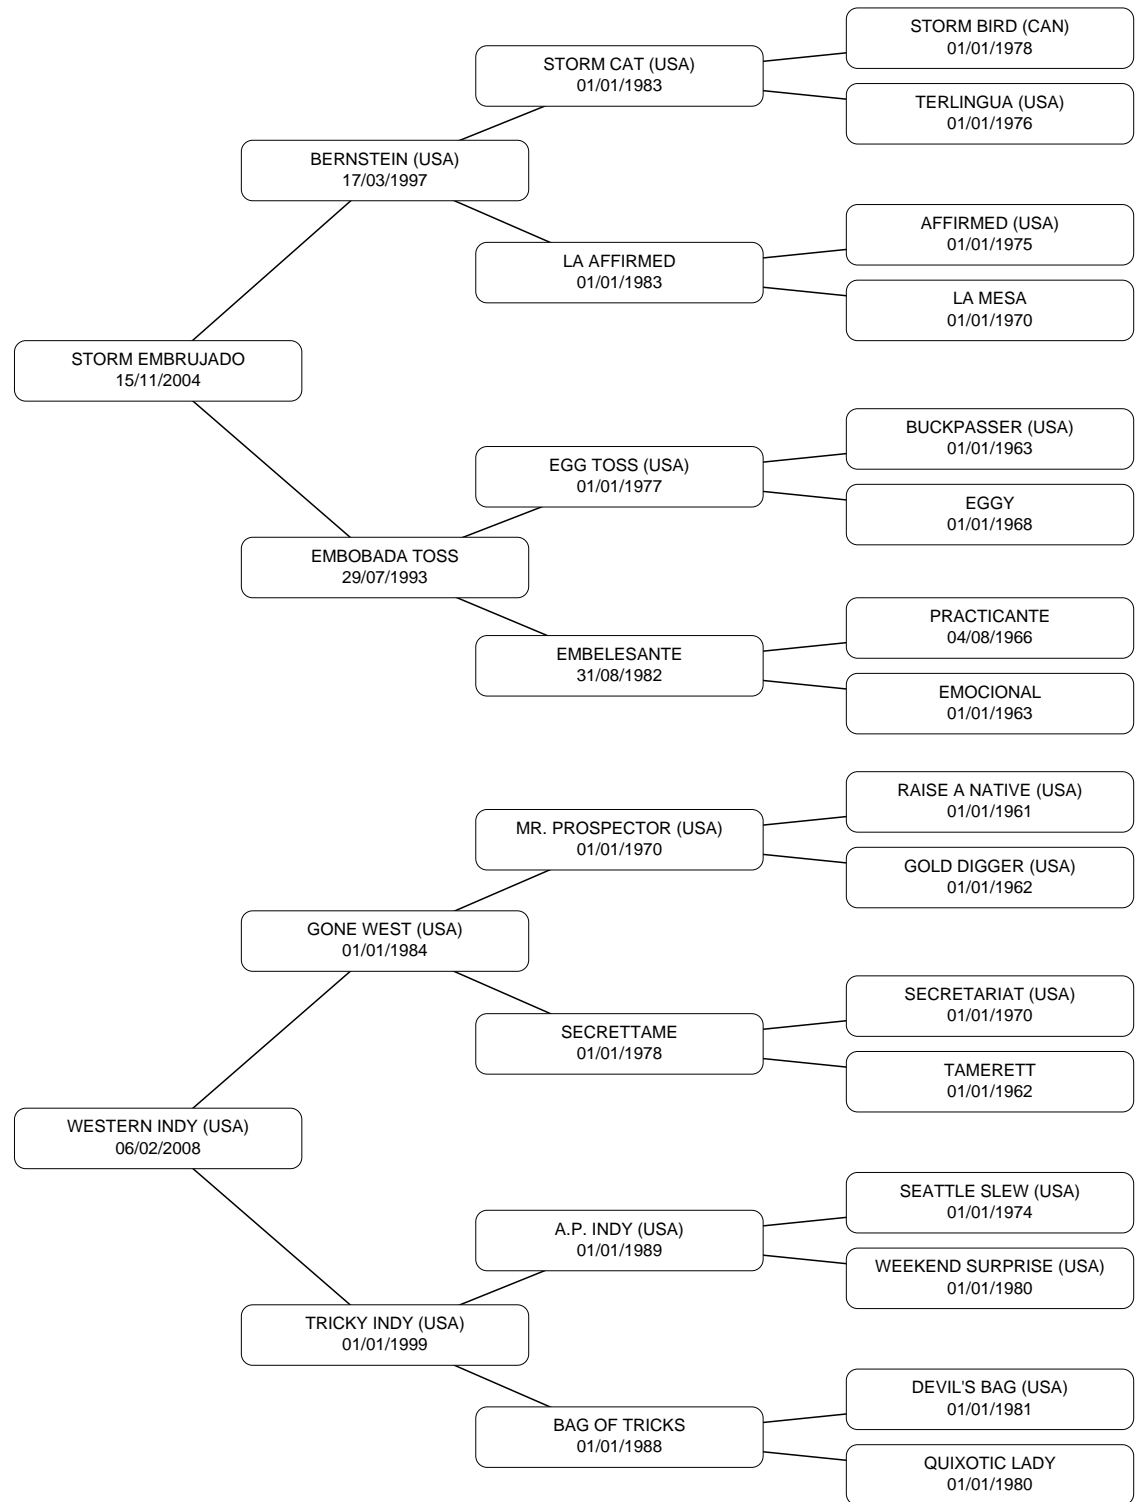 STORM BIRD (CAN)
01/01/1978
STORM CAT (USA)
01/01/1983
TERLINGUA (USA)
01/01/1976
BERNSTEIN (USA)
17/03/1997
AFFIRMED (USA)
01/01/1975
LA AFFIRMED
01/01/1983
LA MESA
01/01/1970
STORM EMBRUJADO
15/11/2004
BUCKPASSER (USA)
01/01/1963
EGG TOSS (USA)
01/01/1977
EGGY
01/01/1968
EMBOBADA TOSS
29/07/1993
PRACTICANTE
04/08/1966
EMBELESANTE
31/08/1982
EMOCIONAL
01/01/1963
RAISE A NATIVE (USA)
01/01/1961
MR. PROSPECTOR (USA)
01/01/1970
GOLD DIGGER (USA)
01/01/1962
GONE WEST (USA)
01/01/1984
SECRETARIAT (USA)
01/01/1970
SECRETTAME
01/01/1978
TAMERETT
01/01/1962
WESTERN INDY (USA)
06/02/2008
SEATTLE SLEW (USA)
01/01/1974
A.P. INDY (USA)
01/01/1989
WEEKEND SURPRISE (USA)
01/01/1980
TRICKY INDY (USA)
01/01/1999
DEVIL'S BAG (USA)
01/01/1981
BAG OF TRICKS
01/01/1988
QUIXOTIC LADY
01/01/1980